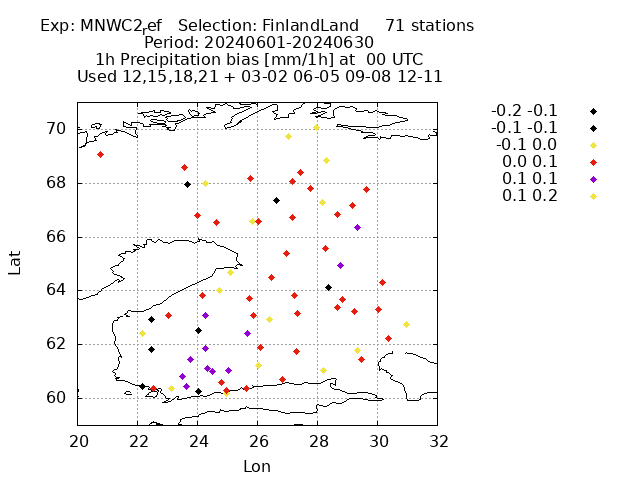 Exp: MNWC2ref Selection: FinlandLand 71 stations
Period: 20240601-20240630
1h Precipitation bias [mm/1h] at 00 UTC
Used 12,15,18,21 + 03-02 06-05 09-08 12-11
-0.2 -0.1
-0.1 -0.1
-0.1 0.0
0.0 0.1
0.1 0.1
0.1 0.2
70
68
66
64
62
60
Lat
20 22 24 26 28 30 32
Lon